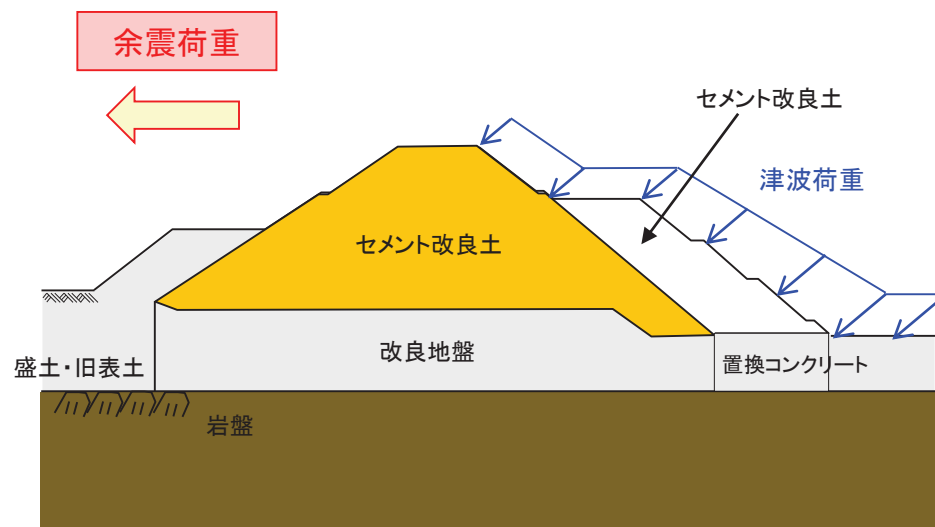 余震荷重
セメント改良土
津波荷重
セメント改良土
改良地盤
盛土・旧表土
置換コンクリート
岩盤